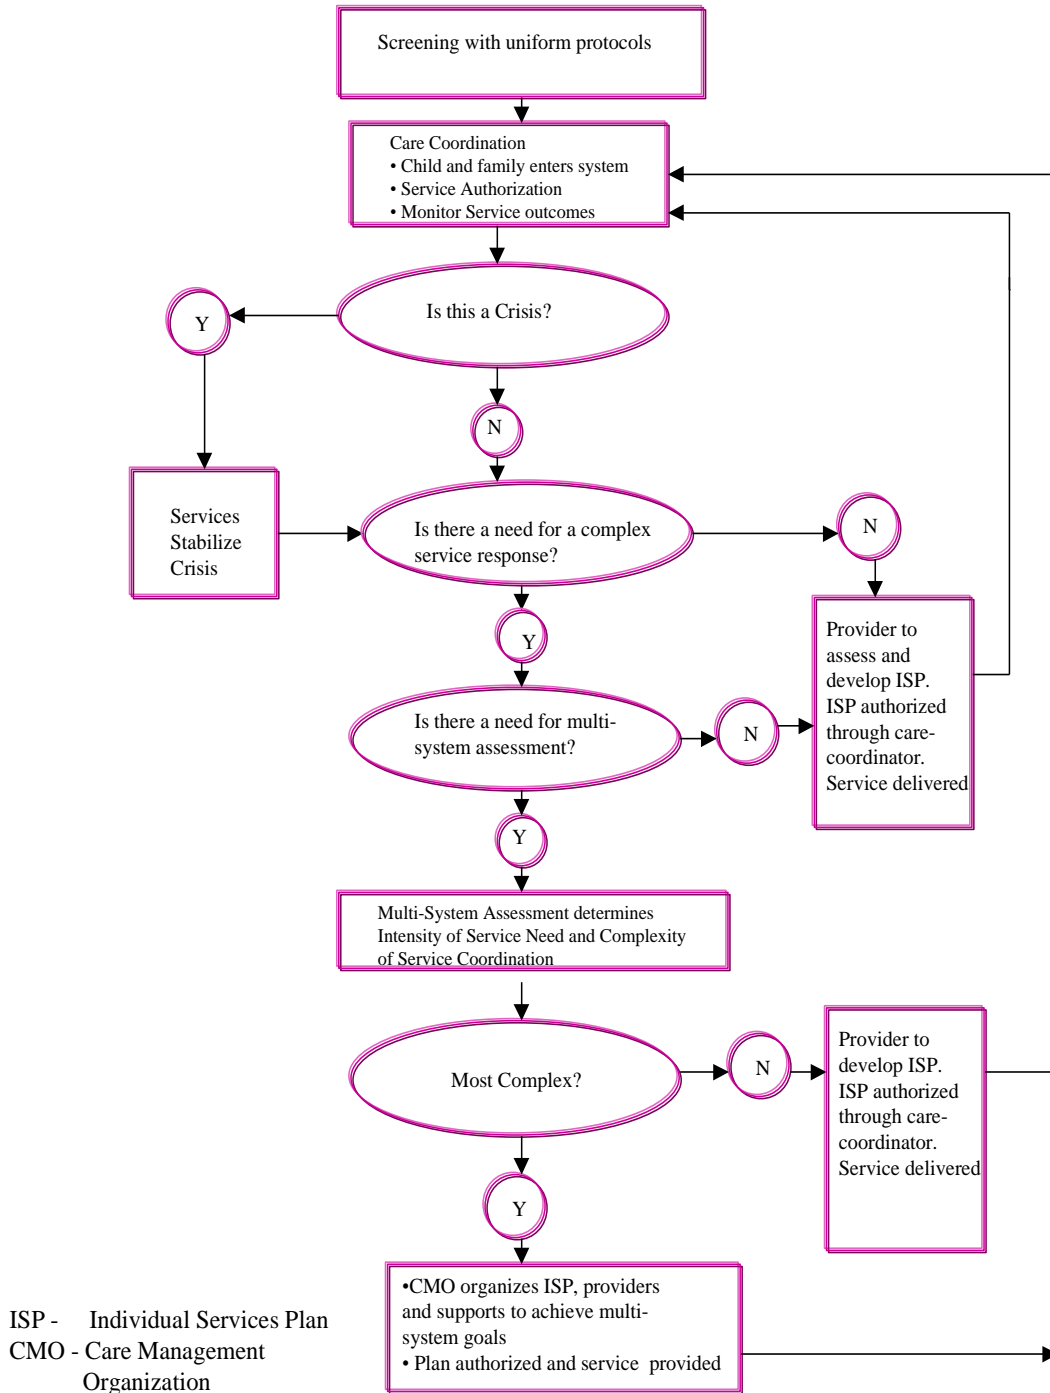 Screening with uniform protocols
Care Coordination
• Child and family enters system
• Service Authorization
• Monitor Service outcomes
Is this a Crisis?
Y
N
Services
Stabilize
Crisis
Is there a need for a complex
service response?
N
Y
Provider to
assess and
develop ISP.
ISP authorized
through care-
coordinator.
Service delivered
Is there a need for multi-
system assessment?
N
Y
Multi-System Assessment determines
Intensity of Service Need and Complexity
of Service Coordination
Most Complex?
N
Provider to
develop ISP.
ISP authorized
through care-
coordinator.
Service delivered
Y
•CMO organizes ISP, providers
and supports to achieve multi-
system goals
• Plan authorized and service provided
ISP - Individual Services Plan
CMO - Care Management
Organization